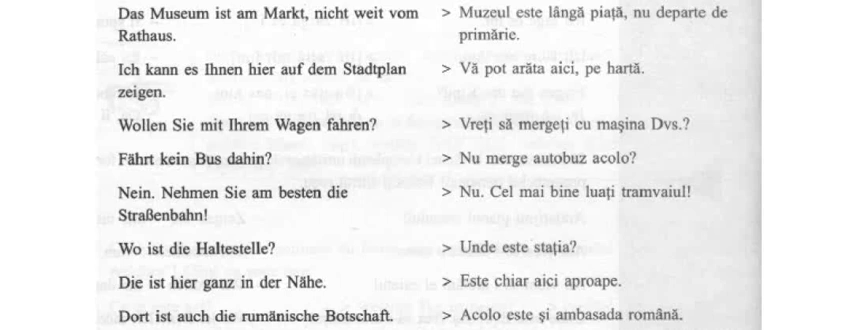 Das Museum ist am Markt, nicht weit vom > Muzeul este lângă piață, nu departe de
Rathaus. primărie.
Ich kann es Ihnen hier auf dem Stadtplan > Vă pot arăta aici, pe hartă.
zeigen.
Wollen Sie mit Ihrem Wagen fahren? > Vreți să mergeți cu mașina Dvs.?
Fährt kein Bus dahin? > Nu merge autobuz acolo?
Nein. Nehmen Sie am besten die > Nu. Cel mai bine luați tramvaiul!
Straßenbahn!
Wo ist die Haltestelle? > Unde este stația?
Die ist hier ganz in der Nähe. > Este chiar aici aproape.
Dort ist auch die rumänische Botschaft. > Acolo este și ambasada română.